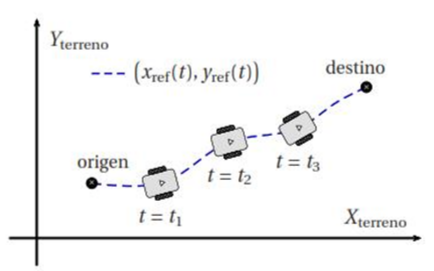 Y_terreno
(x_ref(t), y_ref(t))
destino
origen
t = t_1
t = t_2
t = t_3
X_terreno